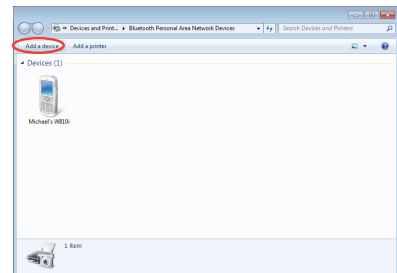 « Devices and Print... ▸ Bluetooth Personal Area Network Devices
Search Devices and Printers
Add a device
Add a printer
Devices (1)
Michael's W810i
1 item